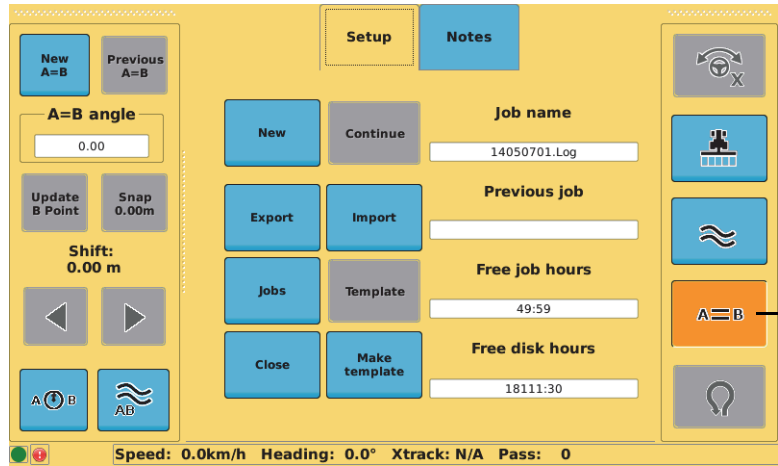 Setup
Notes
New
A=B
Previous
A=B
A=B angle
0.00
Update
B Point
Snap
0.00m
Shift:
0.00 m
A B
AB
New
Continue
Export
Import
Jobs
Template
Close
Make
template
Job name
14050701.Log
Previous job
Free job hours
49:59
Free disk hours
18111:30
X
A=B
Speed: 0.0km/h Heading: 0.0° Xtrack: N/A Pass: 0